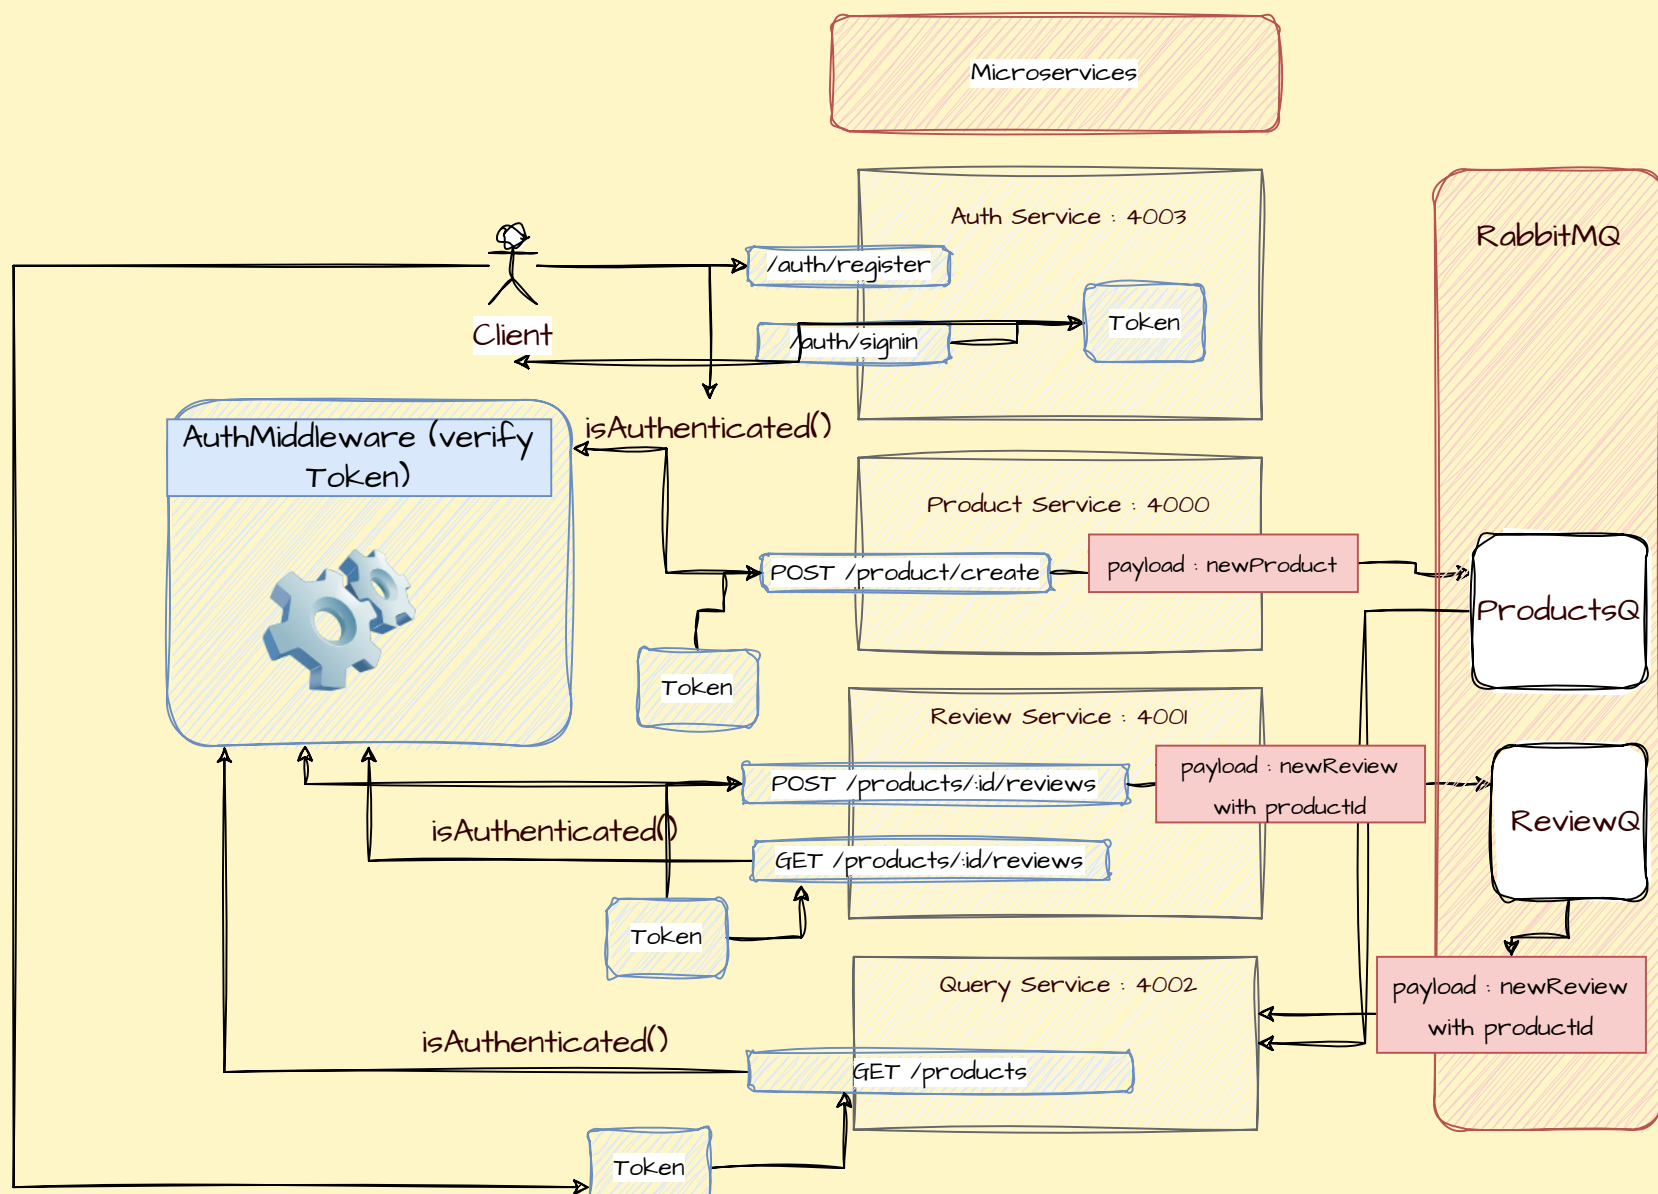 Microservices
Auth Service : 4003
RabbitMQ
/auth/register
Client
/auth/signin
Token
isAuthenticated()
AuthMiddleware (verify
Token)
Product Service : 4000
POST /product/create
payload : newProduct
ProductsQ
Token
Review Service : 4001
POST /products/:id/reviews
payload : newReview
with productId
isAuthenticated()
ReviewQ
GET /products/:id/reviews
Token
Query Service : 4002
payload : newReview
with productId
isAuthenticated()
GET /products
Token